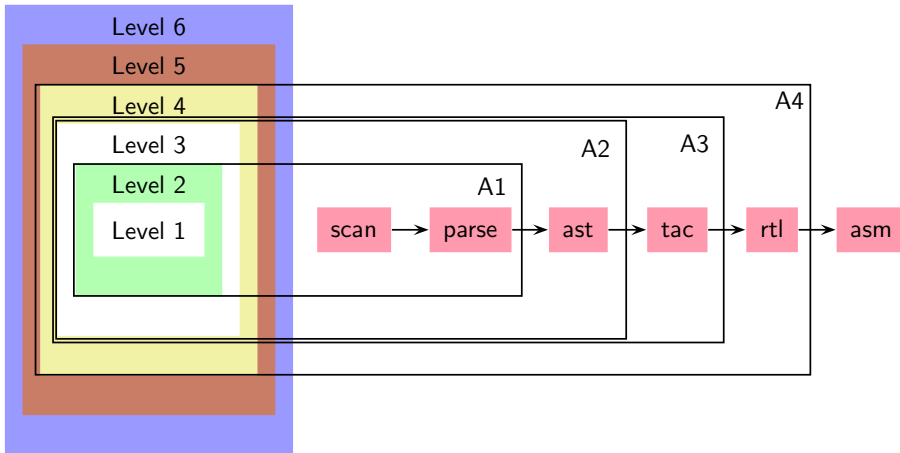 Level 6
Level 5
Level 4
Level 3
Level 2
Level 1
A4
A3
A2
A1
scan parse ast tac rtl asm